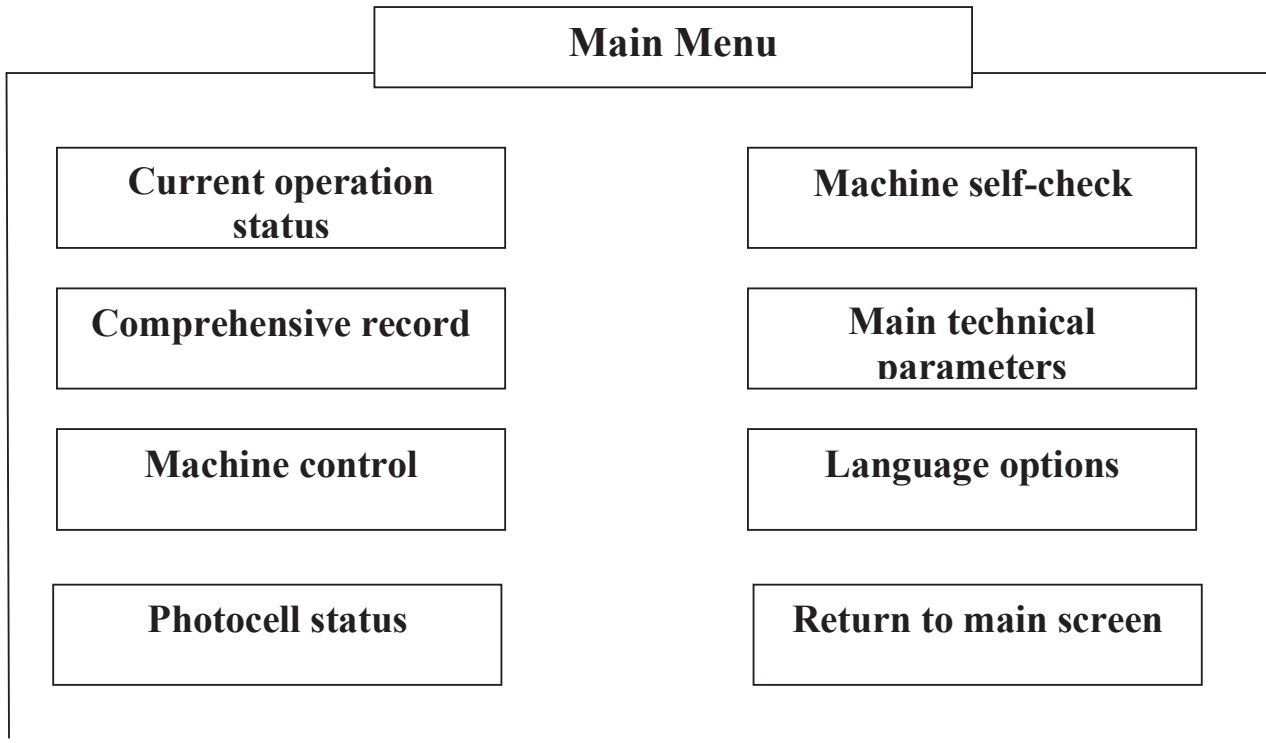 Main Menu
Current operation
status
Machine self-check
Comprehensive record
Main technical
parameters
Machine control
Language options
Photocell status
Return to main screen